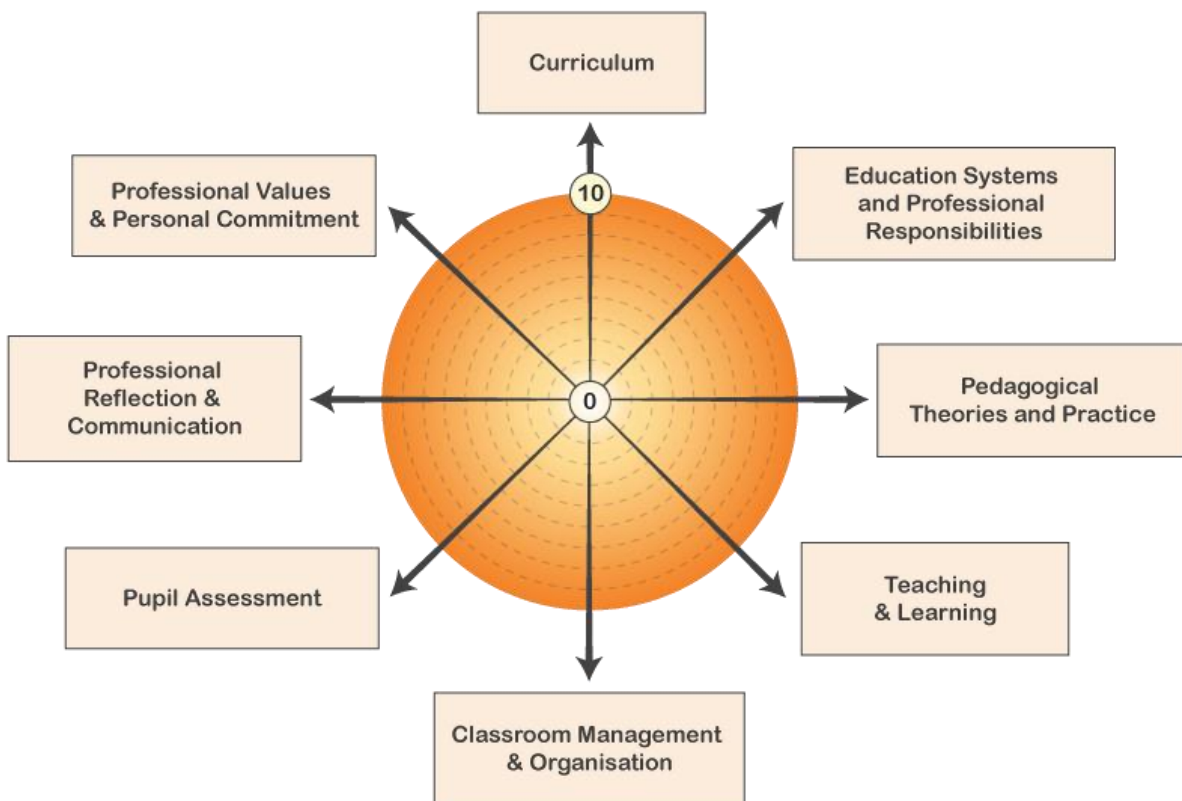 Curriculum
Professional Values
& Personal Commitment
10
Education Systems
and Professional
Responsibilities
Professional
Reflection &
Communication
0
Pedagogical
Theories and Practice
Pupil Assessment
Teaching
& Learning
Classroom Management
& Organisation